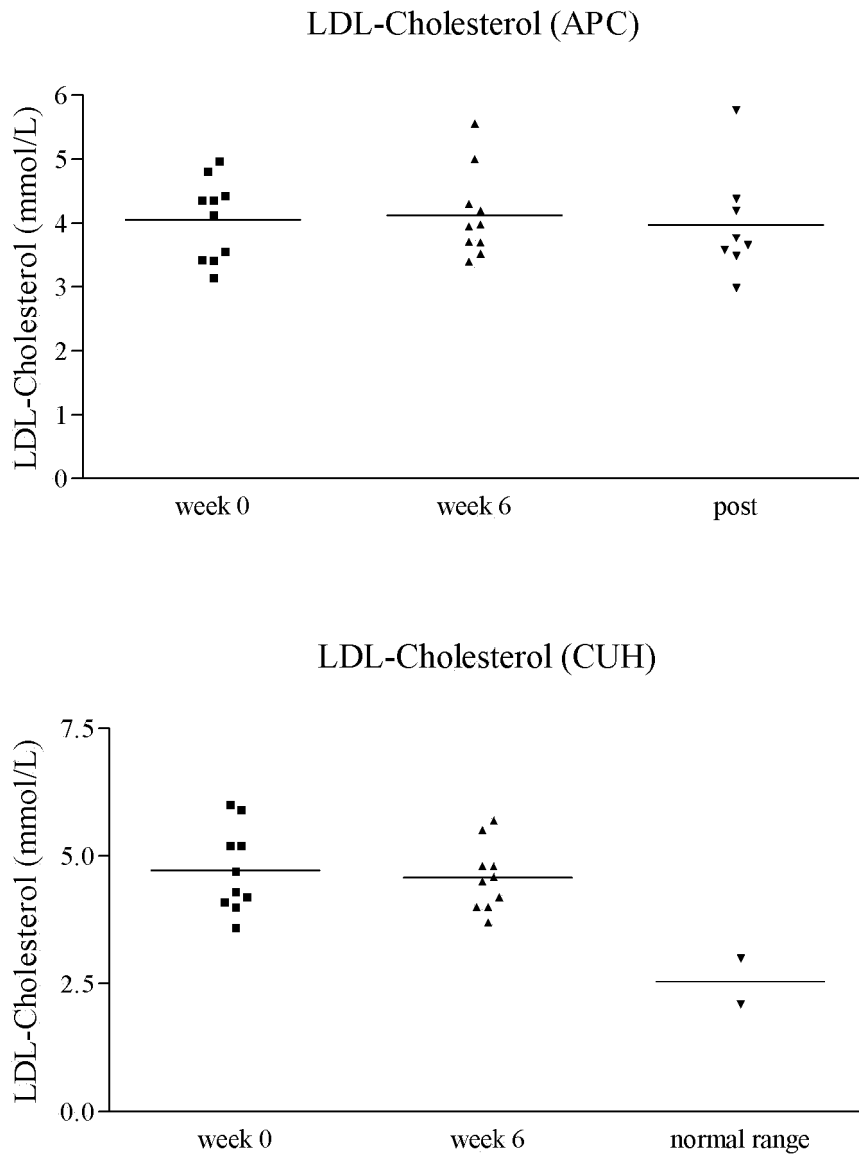 LDL-Cholesterol (APC)
LDL-Cholesterol (mmol/L)
6
5
4
3
2
1
0
week 0 week 6 post
LDL-Cholesterol (CUH)
LDL-Cholesterol (mmol/L)
7.5
5.0
2.5
0.0
week 0 week 6 normal range